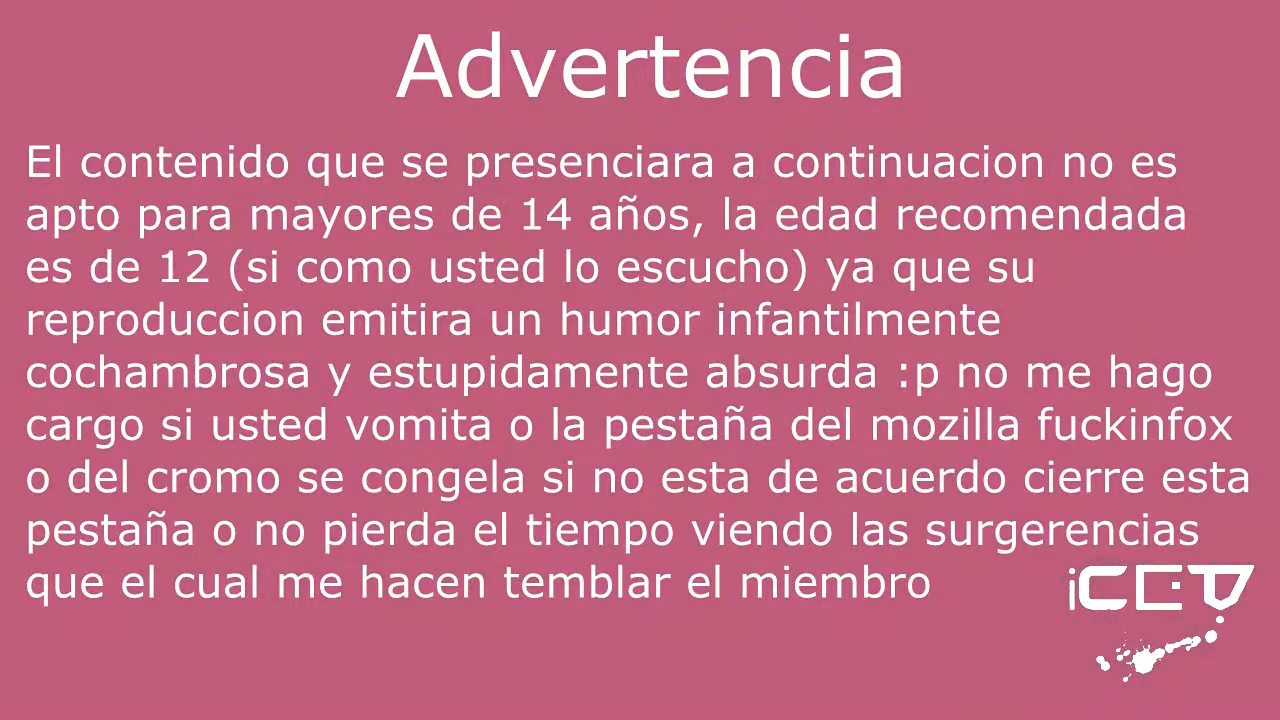 Advertencia
El contenido que se presenciara a continuacion no es
apto para mayores de 14 años, la edad recomendada
es de 12 (si como usted lo escucho) ya que su
reproduccion emitira un humor infantilmente
cochambrosa y estupidamente absurda :p no me hago
cargo si usted vomita o la pestaña del mozilla fuckinfox
o del cromo se congela si no esta de acuerdo cierre esta
pestaña o no pierda el tiempo viendo las surgerencias
que el cual me hacen temblar el miembro